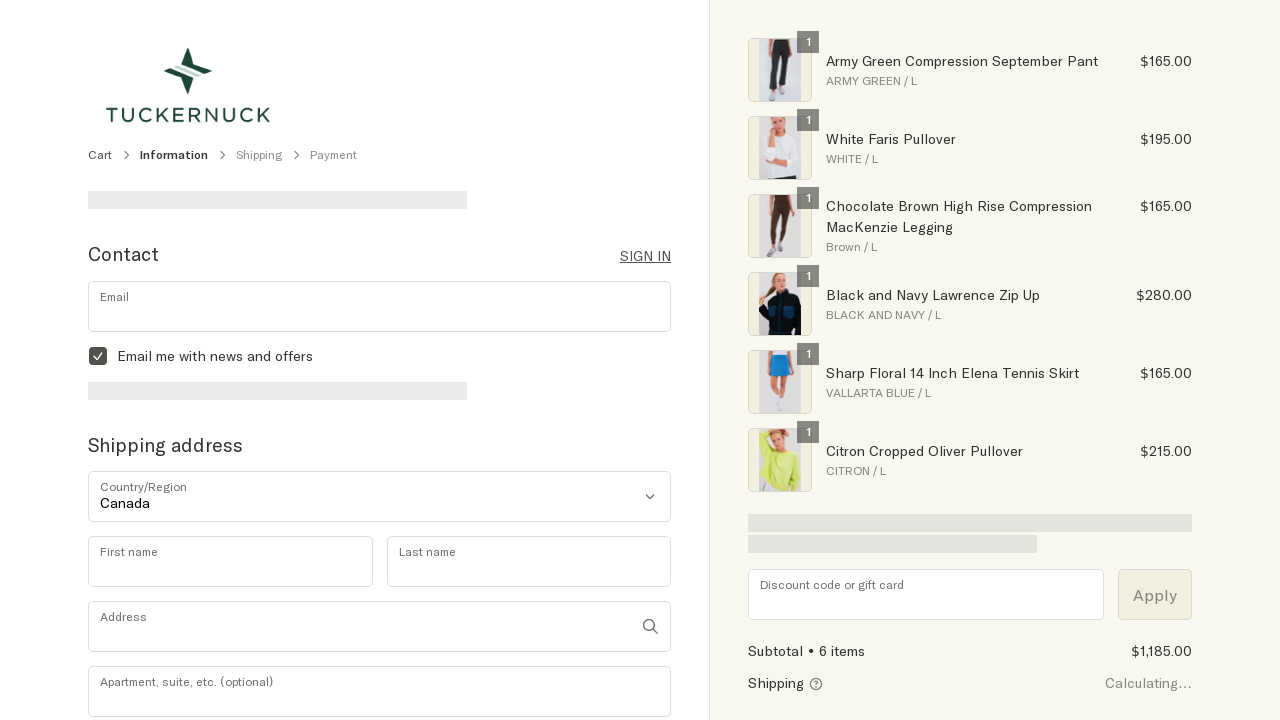 TUCKERNUCK
Cart
Information
Shipping
Payment
Contact
SIGN IN
Email
Email me with news and offers
Shipping address
Country/Region
Canada
First name
Last name
Address
Apartment, suite, etc. (optional)
1
Army Green Compression September Pant
$165.00
ARMY GREEN / L
1
White Faris Pullover
$195.00
WHITE / L
1
Chocolate Brown High Rise Compression
MacKenzie Legging
$165.00
Brown / L
1
Black and Navy Lawrence Zip Up
$280.00
BLACK AND NAVY / L
1
Sharp Floral 14 Inch Elena Tennis Skirt
$165.00
VALLARTA BLUE / L
1
Citron Cropped Oliver Pullover
$215.00
CITRON / L
Discount code or gift card
Apply
Subtotal • 6 items
$1,185.00
Shipping
Calculating...